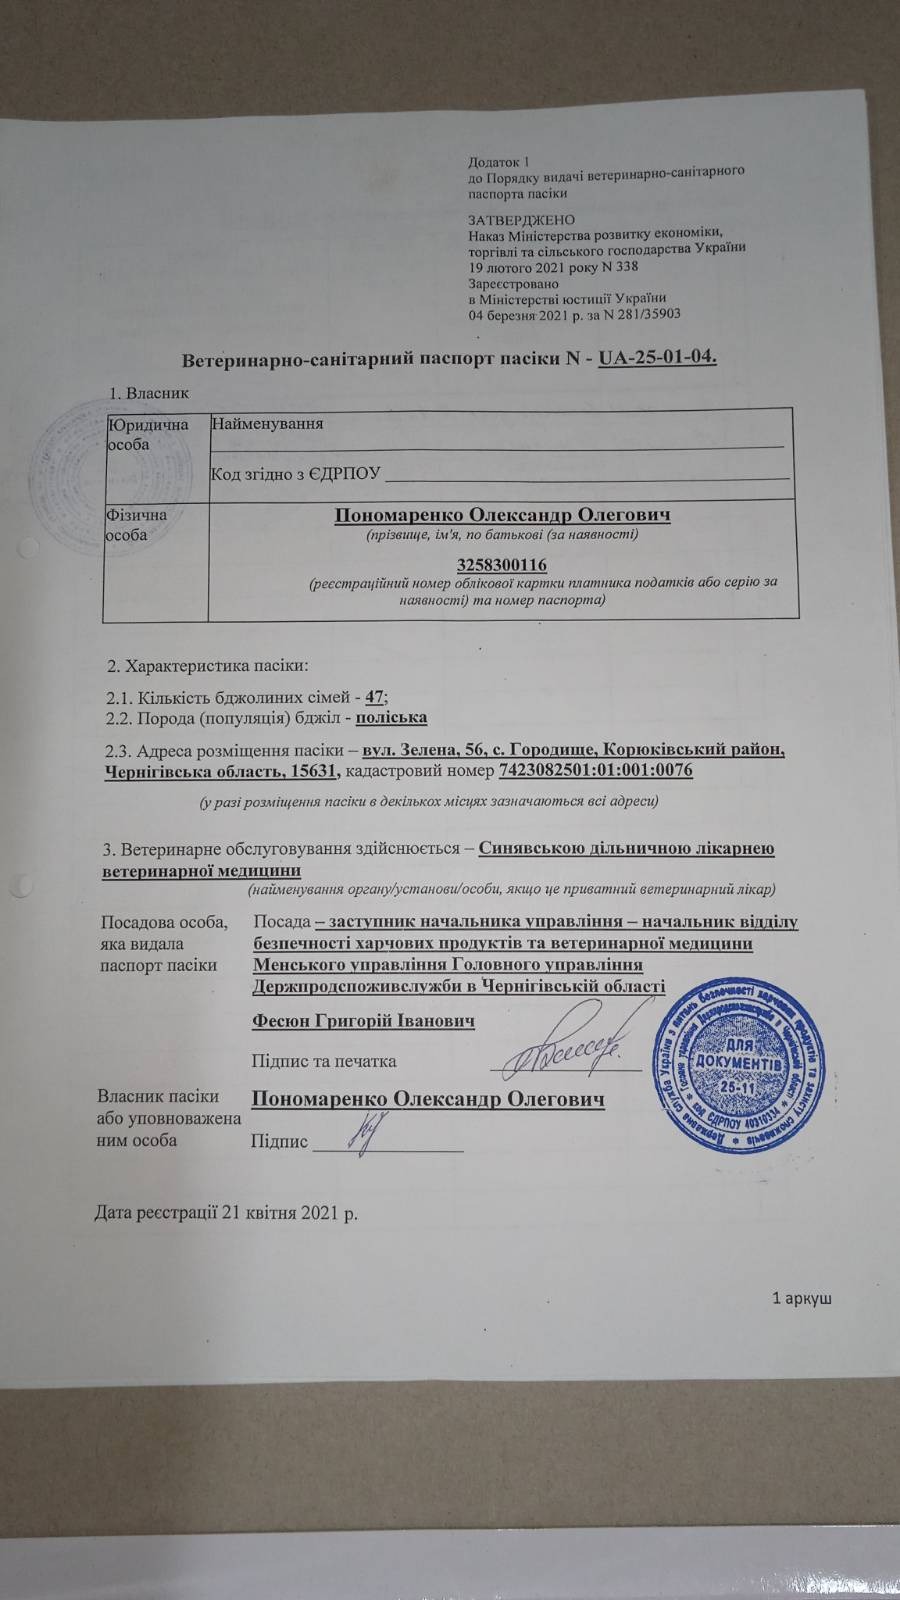 Додаток 1
до Порядку видачі ветеринарно-санітарного
паспорта пасіки
ЗАТВЕРДЖЕНО
Наказ Міністерства розвитку економіки,
торгівлі та сільського господарства України
19 лютого 2021 року N 338
Зареєстровано
в Міністерстві юстиції України
04 березня 2021 р. за N 281/35903
Ветеринарно-санітарний паспорт пасіки N - UA-25-01-04.
1. Власник
Юридична
особа
Найменування
Код згідно з ЄДРПОУ
Фізична
особа
Пономаренко Олександр Олегович
(прізвище, ім'я, по батькові (за наявності)
3258300116
(реєстраційний номер облікової картки платника податків або серію за
наявності) та номер паспорта)
2. Характеристика пасіки:
2.1. Кількість бджолиних сімей - 47;
2.2. Порода (популяція) бджіл - поліська
2.3. Адреса розміщення пасіки – вул. Зелена, 56, с. Городище, Корюківський район,
Чернігівська область, 15631, кадастровий номер 7423082501:01:001:0076
(у разі розміщення пасіки в декількох місцях зазначаються всі адреси)
3. Ветеринарне обслуговування здійснюється – Синявською дільничною лікарнею
ветеринарної медицини
(найменування органу/установи/особи, якщо це приватний ветеринарний лікар)
Посадова особа,
яка видала
паспорт пасіки
Посада – заступник начальника управління – начальник відділу
безпечності харчових продуктів та ветеринарної медицини
Менського управління Головного управління
Держпродспоживслужби в Чернігівській області
Фесюн Григорій Іванович
Підпис та печатка
Власник пасіки
або уповноважена
ним особа
Пономаренко Олександр Олегович
Підпис
Державна служба України з питань безпечності харчових продуктів та захисту споживачів
Головне управління Держпродспоживслужби в Чернігівській області
код ЄДРПОУ 40310334
ДЛЯ
ДОКУМЕНТІВ
25-11
Дата реєстрації 21 квітня 2021 р.
1 аркуш